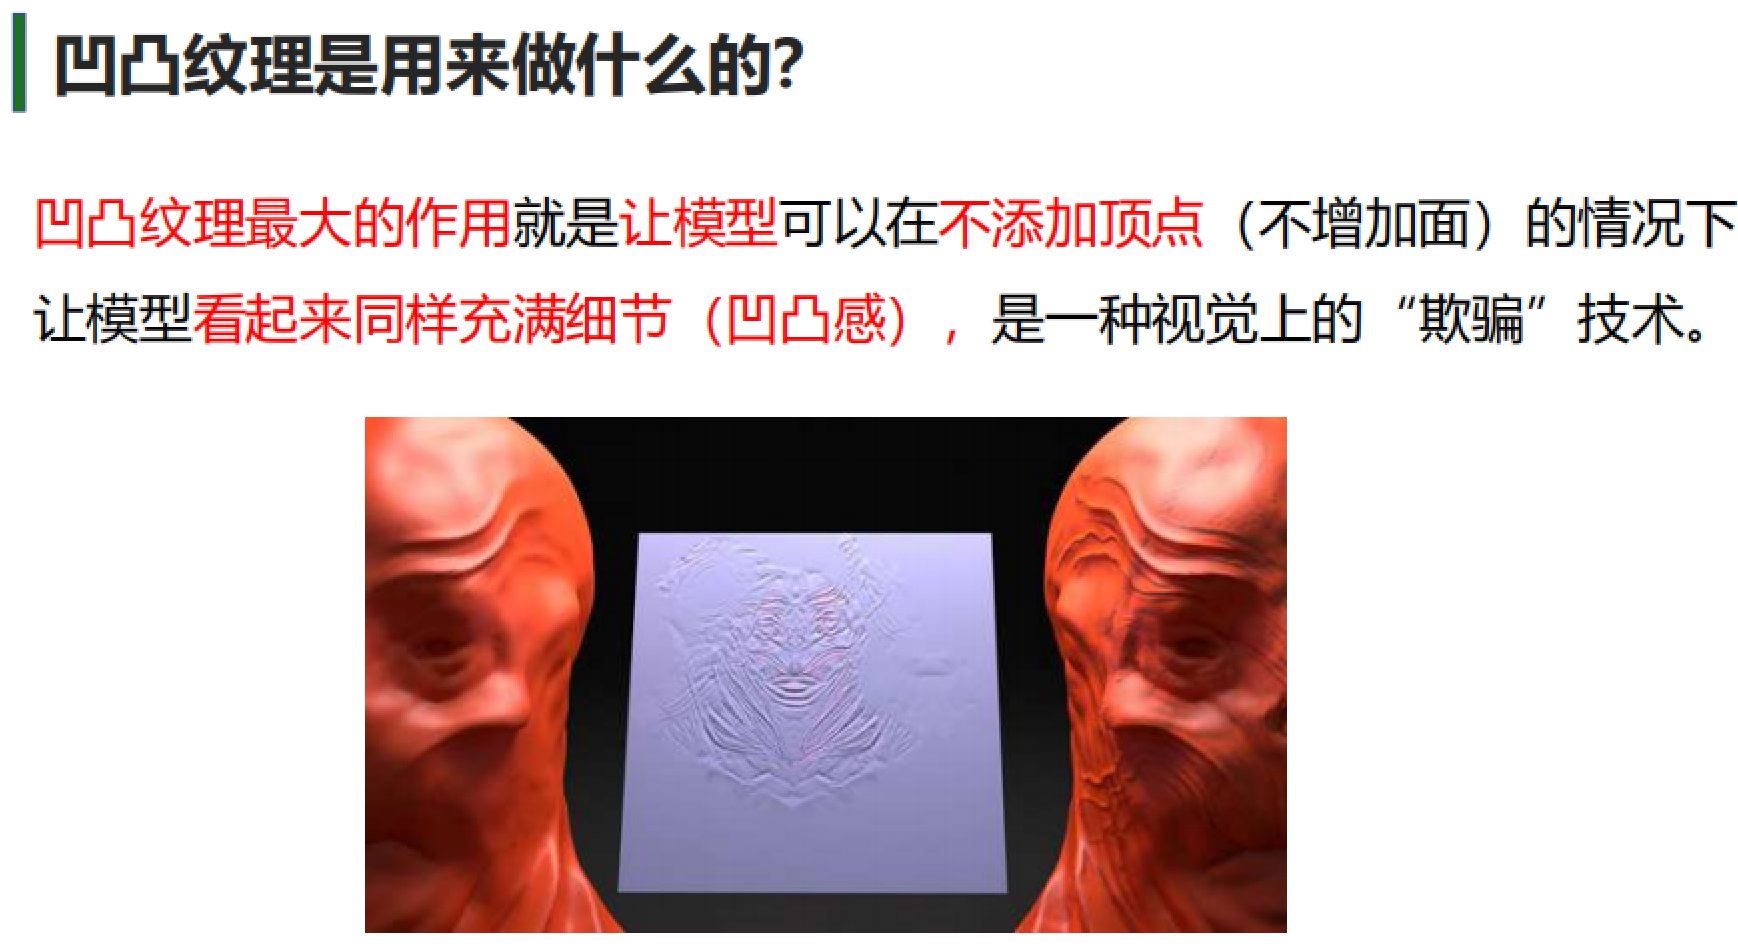 凹凸纹理是用来做什么的？
凹凸纹理最大的作用就是让模型可以在不添加顶点（不增加面）的情况下
让模型看起来同样充满细节（凹凸感），是一种视觉上的“欺骗”技术。